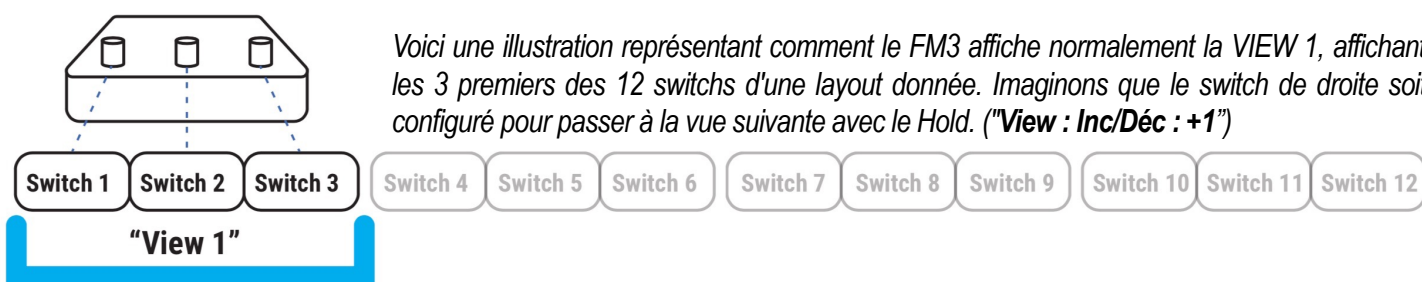 Voici une illustration représentant comment le FM3 affiche normalement la VIEW 1, affichant
les 3 premiers des 12 switchs d'une layout donnée. Imaginons que le switch de droite soit
configuré pour passer à la vue suivante avec le Hold. ("View : Inc/Déc : +1")
Switch 1 Switch 2 Switch 3 Switch 4 Switch 5 Switch 6 Switch 7 Switch 8 Switch 9 Switch 10 Switch 11 Switch 12
“View 1”